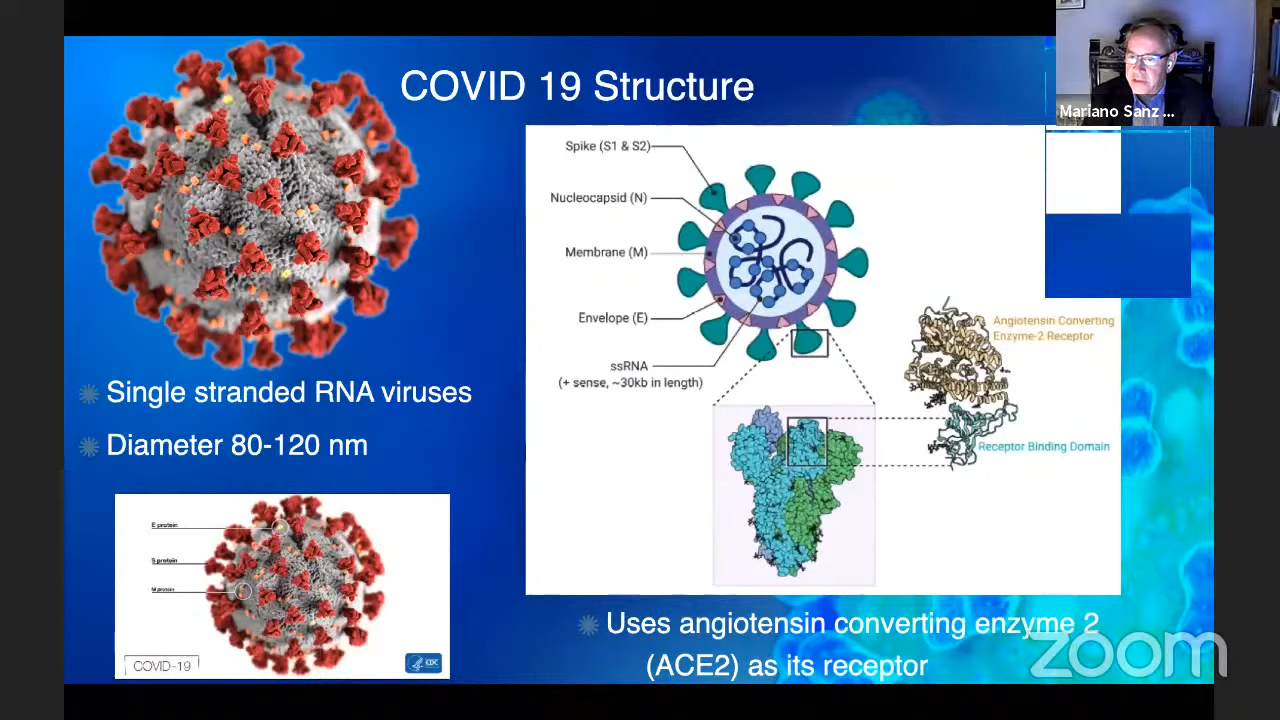 COVID 19 Structure
Mariano Sanz ...
Spike (S1 & S2)
Nucleocapsid (N)
Membrane (M)
Envelope (E)
ssRNA
(+ sense, ~30kb in length)
Angiotensin Converting
Enzyme-2 Receptor
Receptor Binding Domain
Single stranded RNA viruses
Diameter 80-120 nm
E protein
S protein
M protein
COVID-19
CDC
Uses angiotensin converting enzyme 2
(ACE2) as its receptor
zoom